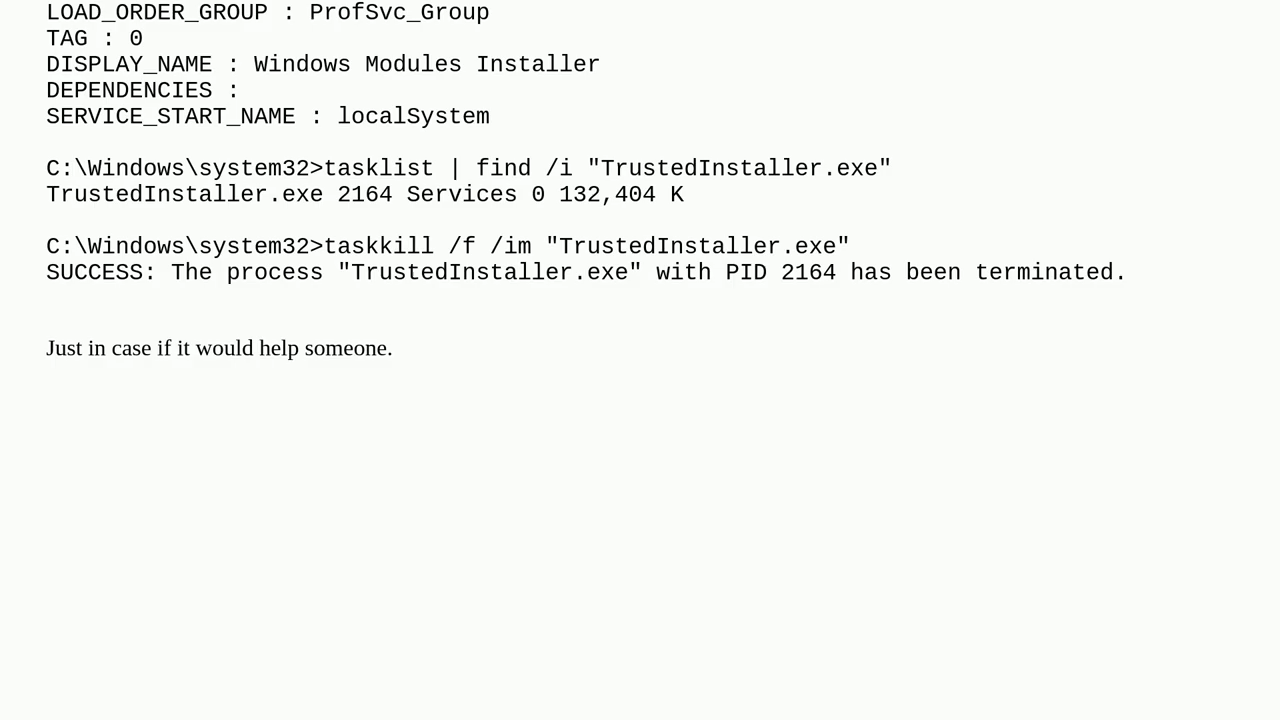 LOAD_ORDER_GROUP : ProfSvc_Group
TAG : 0
DISPLAY_NAME : Windows Modules Installer
DEPENDENCIES :
SERVICE_START_NAME : localSystem
C:\Windows\system32>tasklist | find /i "TrustedInstaller.exe"
TrustedInstaller.exe 2164 Services 0 132,404 K
C:\Windows\system32>taskkill /f /im "TrustedInstaller.exe"
SUCCESS: The process "TrustedInstaller.exe" with PID 2164 has been terminated.
Just in case if it would help someone.